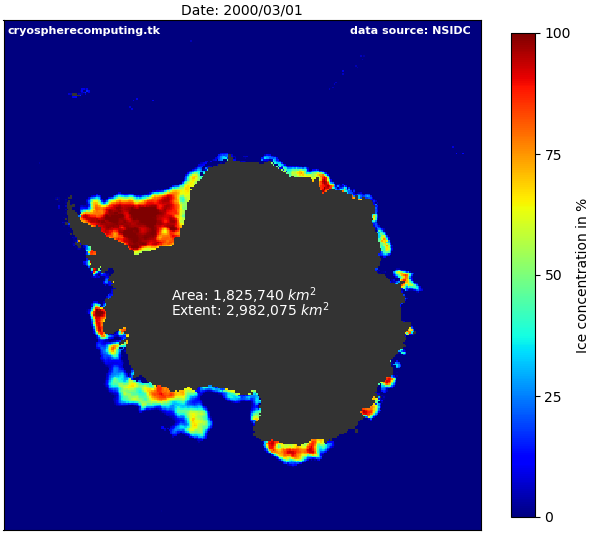 Date: 2000/03/01
cryospherecomputing.tk
data source: NSIDC
Area: 1,825,740 km²
Extent: 2,982,075 km²
100
75
50
25
0
Ice concentration in %